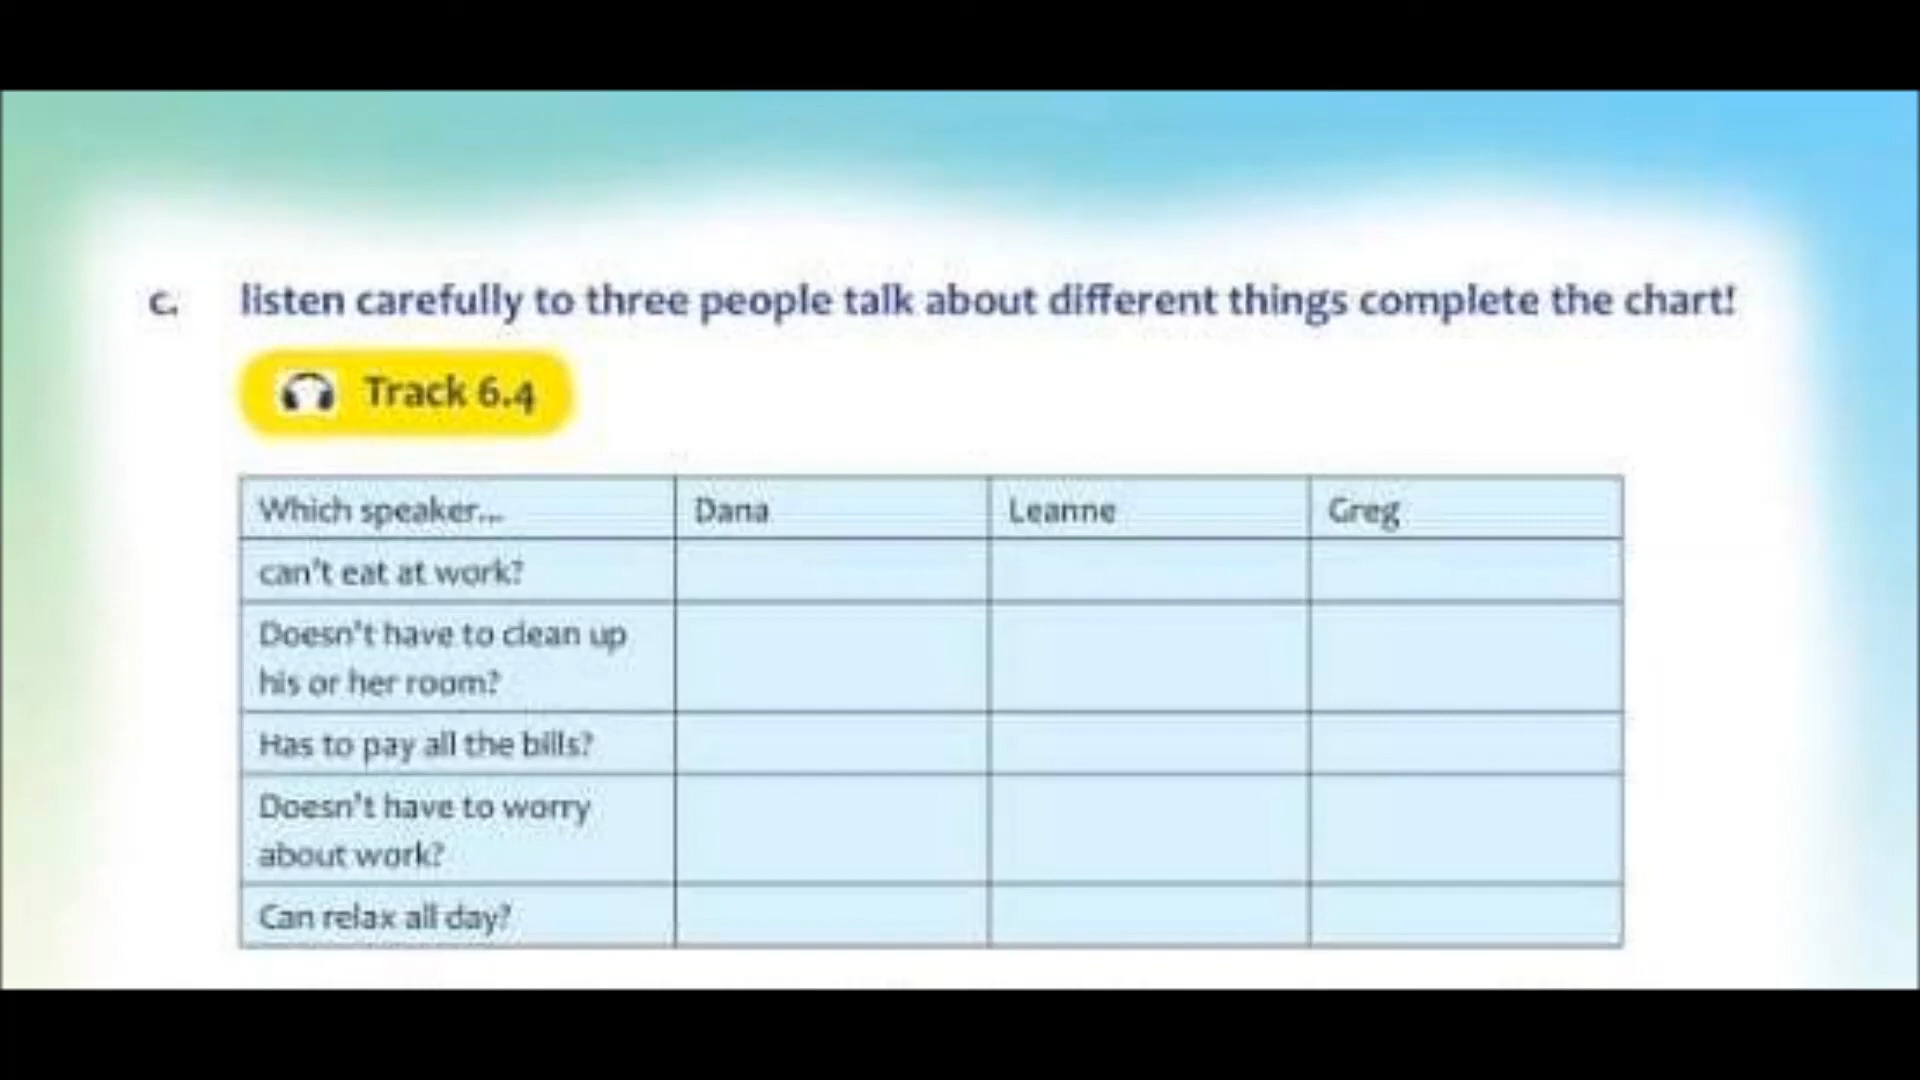 c. listen carefully to three people talk about different things complete the chart!
Track 6.4
Which speaker... Dana Leanne Greg
can't eat at work?
Doesn't have to clean up
his or her room?
Has to pay all the bills?
Doesn't have to worry
about work?
Can relax all day?